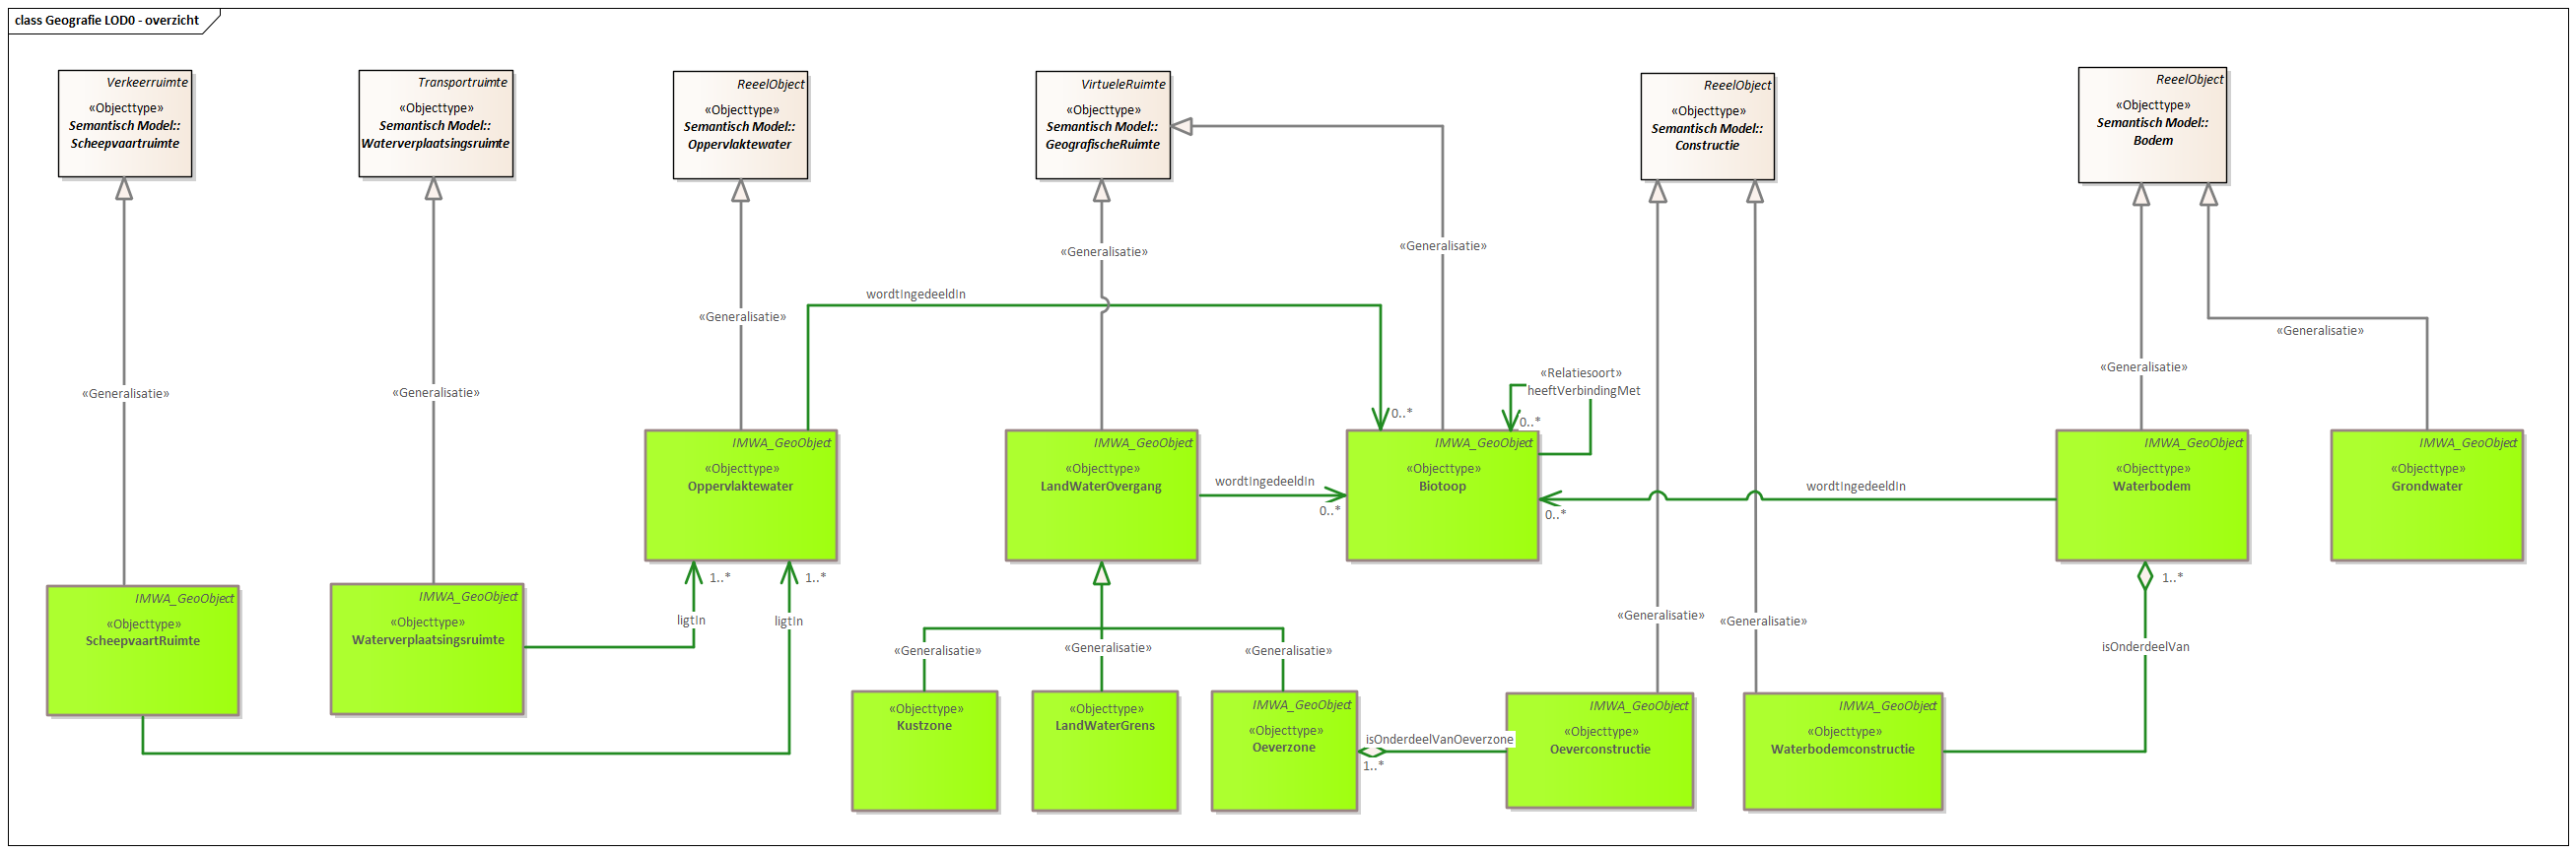 class Geografie LOD0 - overzicht
Verkeerruimte
«Objecttype»
Semantisch Model::
Scheepvaartruimte
Transportruimte
«Objecttype»
Semantisch Model::
Waterverplaatsingsruimte
ReeelObject
«Objecttype»
Semantisch Model::
Oppervlaktewater
VirtueleRuimte
«Objecttype»
Semantisch Model::
GeografischeRuimte
ReeelObject
«Objecttype»
Semantisch Model::
Constructie
ReeelObject
«Objecttype»
Semantisch Model::
Bodem
«Generalisatie»
«Generalisatie»
wordtIngedeeldIn
«Generalisatie»
«Generalisatie»
«Generalisatie»
«Generalisatie»
«Generalisatie»
«Relatiesoort»
heeftVerbindingMet
0..*
0..*
IMWA_GeoObject
«Objecttype»
Oppervlaktewater
IMWA_GeoObject
«Objecttype»
LandWaterOvergang
wordtIngedeeldIn
0..*
IMWA_GeoObject
«Objecttype»
Biotoop
wordtIngedeeldIn
0..*
IMWA_GeoObject
«Objecttype»
Waterbodem
IMWA_GeoObject
«Objecttype»
Grondwater
1..*
1..*
1..*
IMWA_GeoObject
«Objecttype»
ScheepvaartRuimte
IMWA_GeoObject
«Objecttype»
Waterverplaatsingsruimte
ligtIn
ligtIn
«Generalisatie»
«Generalisatie»
isOnderdeelVan
«Generalisatie»
«Generalisatie»
«Generalisatie»
«Objecttype»
Kustzone
«Objecttype»
LandWaterGrens
IMWA_GeoObject
«Objecttype»
Oeverzone
isOnderdeelVanOeverzone
1..*
IMWA_GeoObject
«Objecttype»
Oeverconstructie
IMWA_GeoObject
«Objecttype»
Waterbodemconstructie